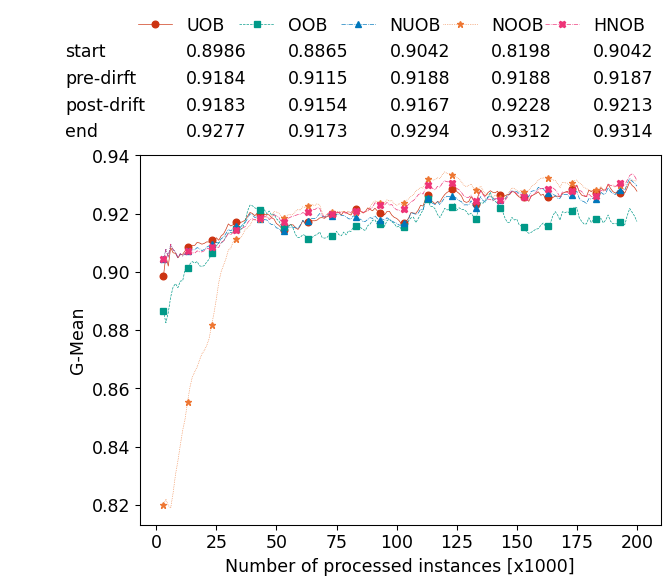 UOB OOB NUOB NOOB HNOB
start 0.8986 0.8865 0.9042 0.8198 0.9042
pre-dirft 0.9184 0.9115 0.9188 0.9188 0.9187
post-drift 0.9183 0.9154 0.9167 0.9228 0.9213
end 0.9277 0.9173 0.9294 0.9312 0.9314
0.94
0.92
0.90
0.88
0.86
0.84
0.82
G-Mean
0 25 50 75 100 125 150 175 200
Number of processed instances [x1000]